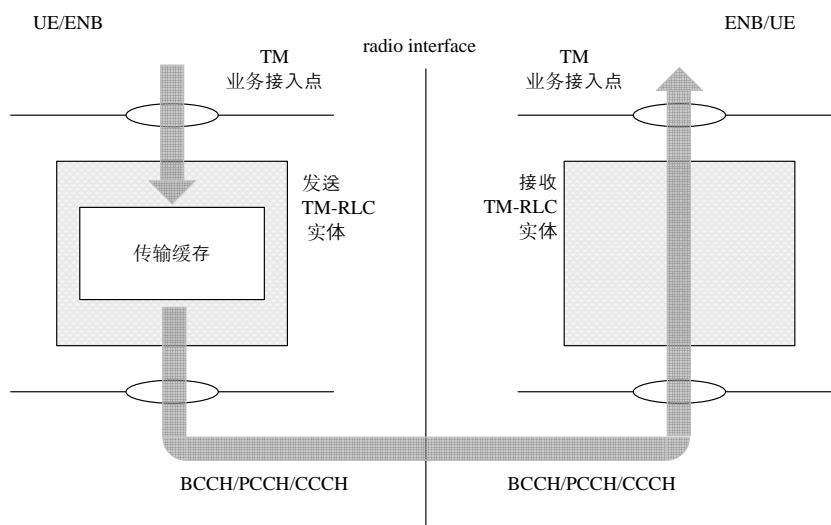 UE/ENB
ENB/UE
radio interface
TM
业务接入点
TM
业务接入点
发送
TM-RLC
实体
接收
TM-RLC
实体
传输缓存
BCCH/PCCH/CCCH
BCCH/PCCH/CCCH